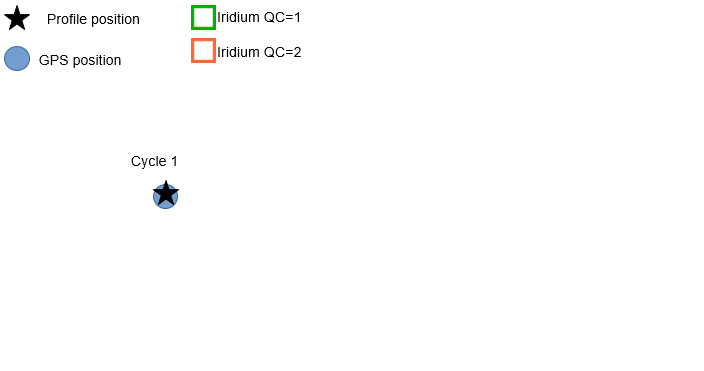 Profile position
Iridium QC=1
GPS position
Iridium QC=2
Cycle 1